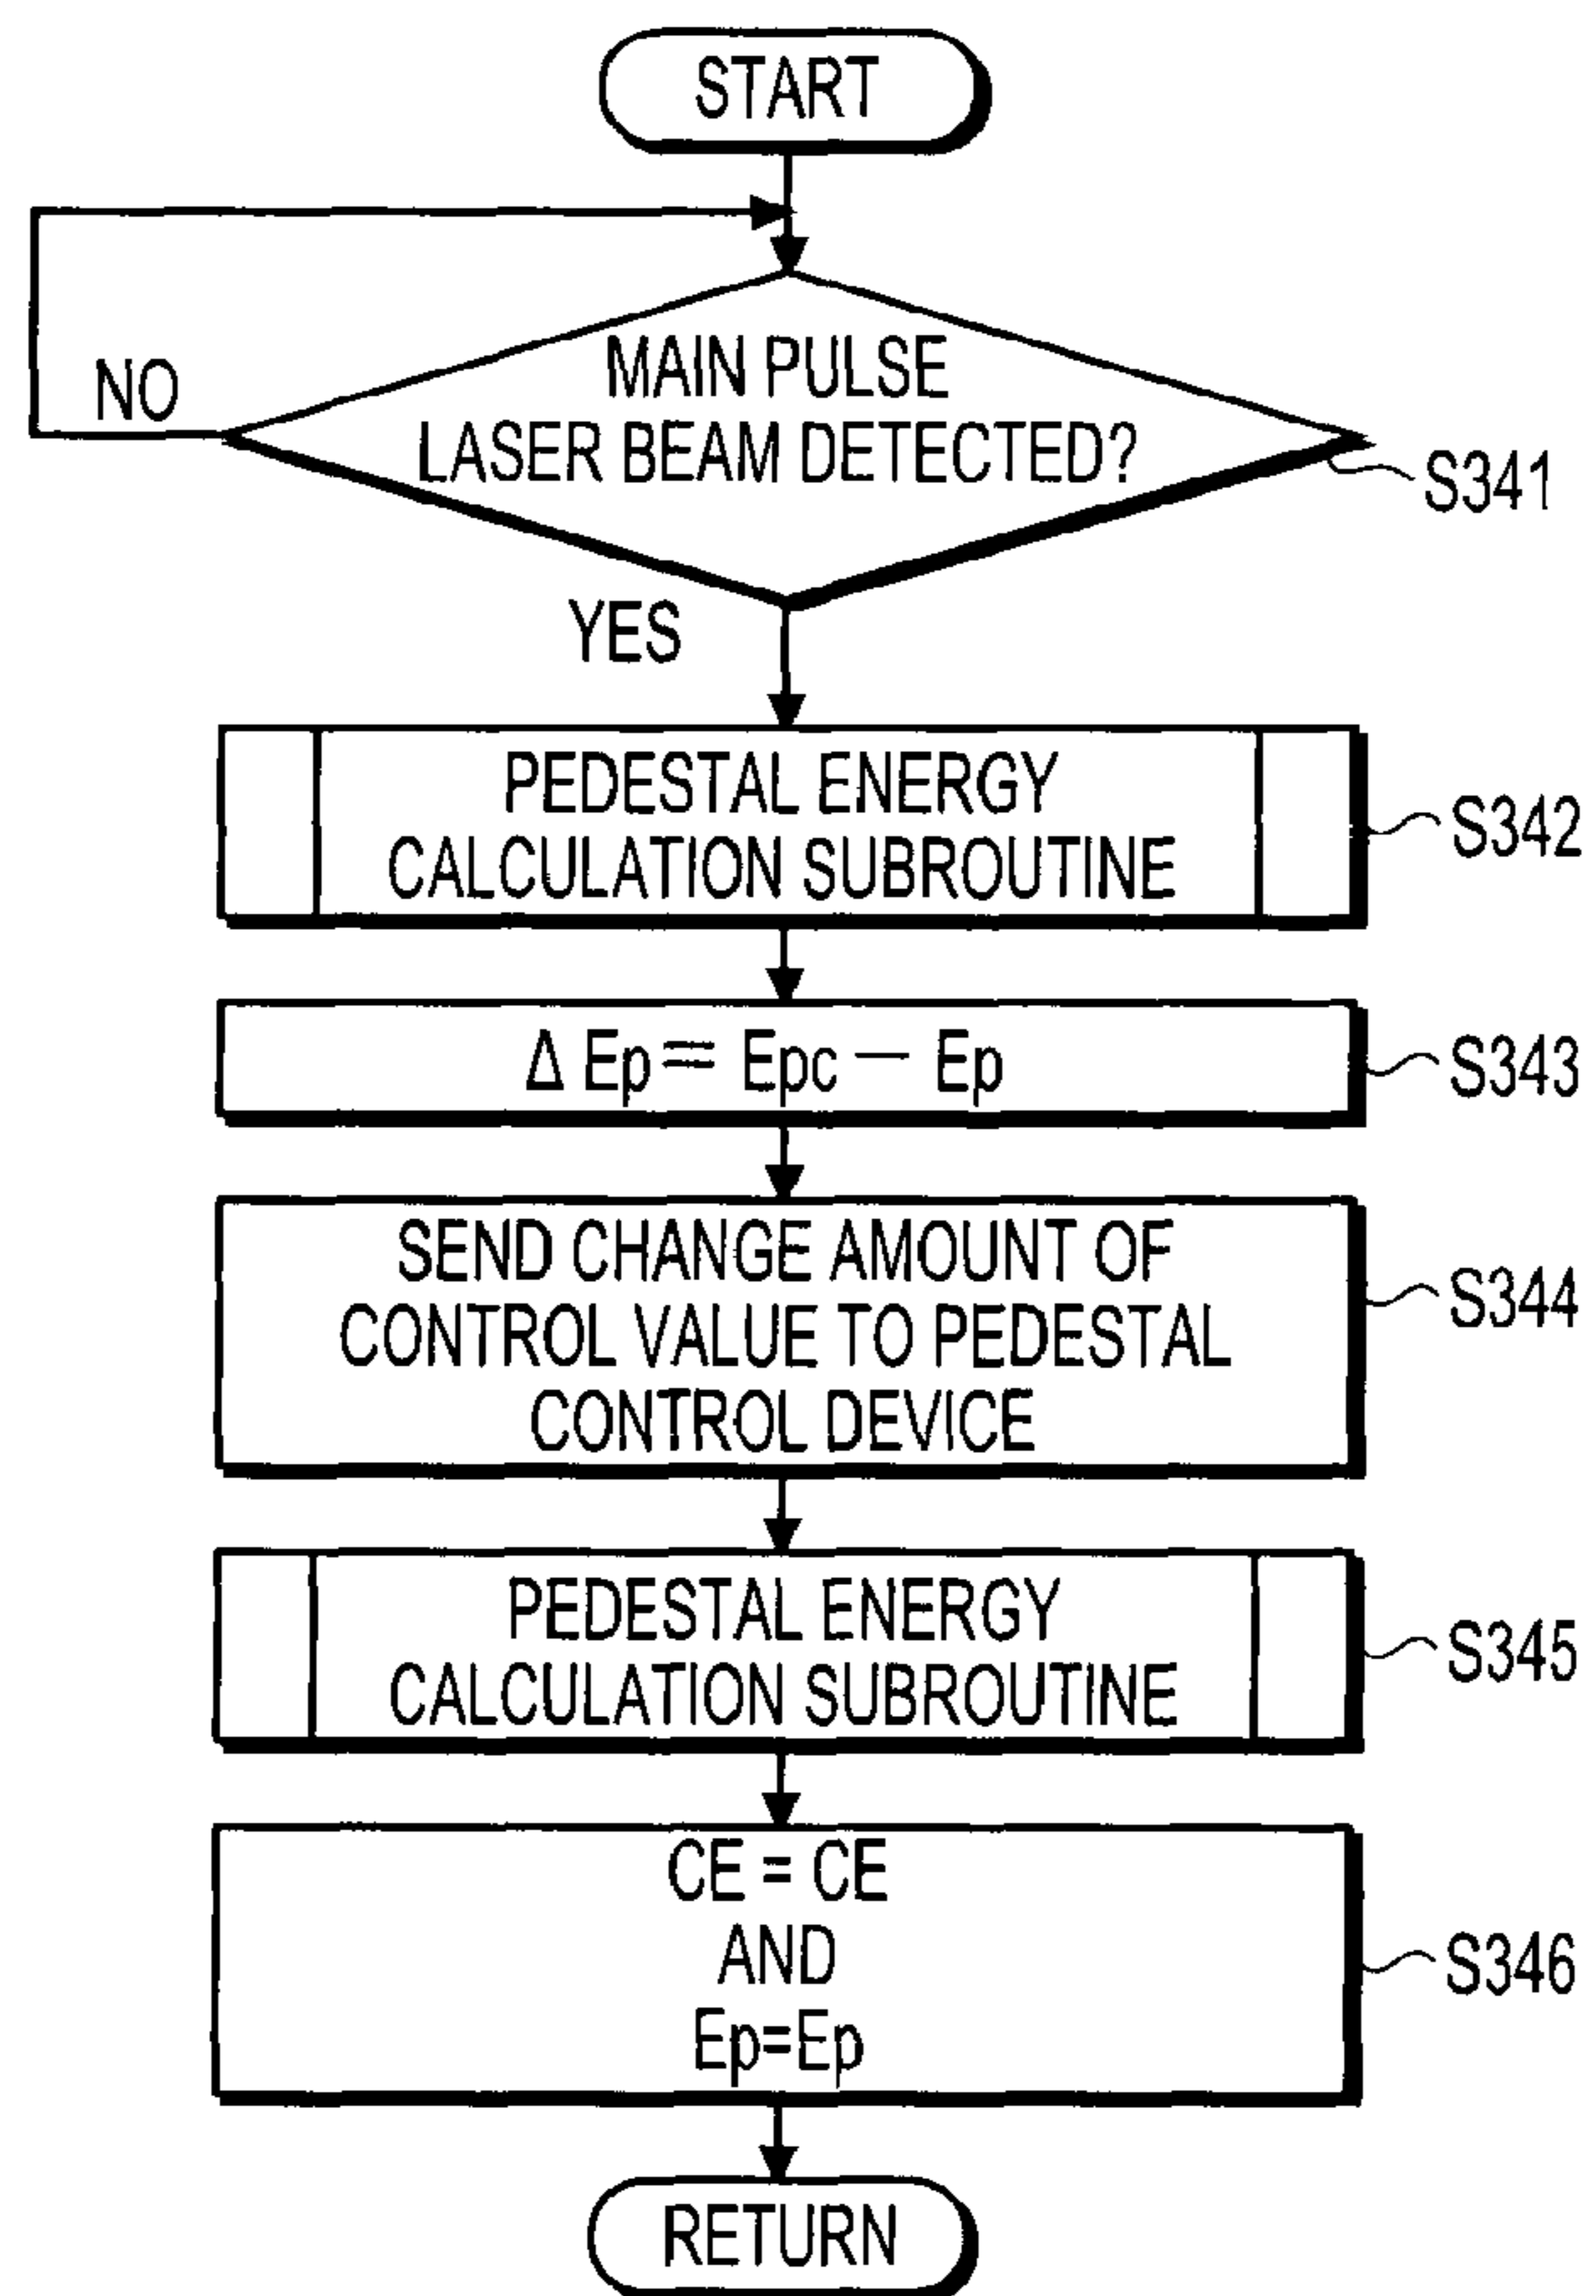 START
NO
MAIN PULSE
LASER BEAM DETECTED?
S341
YES
PEDESTAL ENERGY
CALCULATION SUBROUTINE
S342
Δ Ep ≡ Epc — Ep
S343
SEND CHANGE AMOUNT OF
CONTROL VALUE TO PEDESTAL
CONTROL DEVICE
S344
PEDESTAL ENERGY
CALCULATION SUBROUTINE
S345
CE = CE
AND
Ep=Ep
S346
RETURN